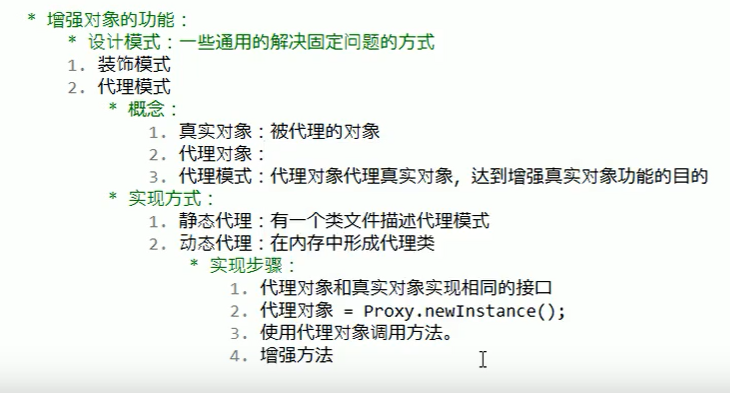 * 增强对象的功能：
* 设计模式：一些通用的解决固定问题的方式
1. 装饰模式
2. 代理模式
* 概念：
1. 真实对象：被代理的对象
2. 代理对象：
3. 代理模式：代理对象代理真实对象，达到增强真实对象功能的目的
* 实现方式：
1. 静态代理：有一个类文件描述代理模式
2. 动态代理：在内存中形成代理类
* 实现步骤：
1. 代理对象和真实对象实现相同的接口
2. 代理对象 = Proxy.newInstance();
3. 使用代理对象调用方法。
4. 增强方法